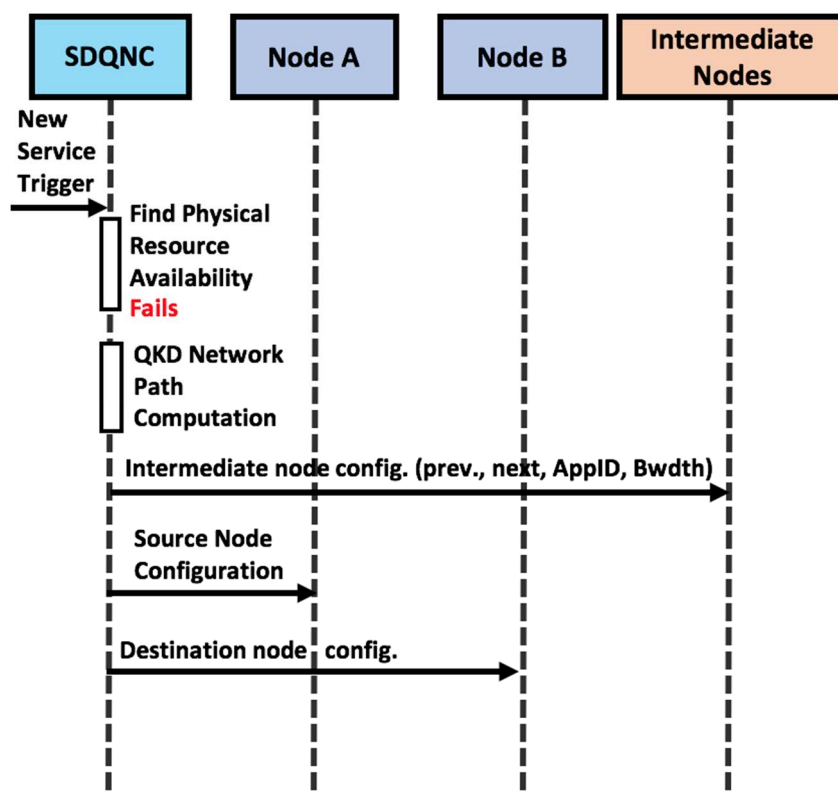 SDQNC
Node A
Node B
Intermediate
Nodes
New
Service
Trigger
Find Physical
Resource
Availability
Fails
QKD Network
Path
Computation
Intermediate node config. (prev., next, AppID, Bwdth)
Source Node
Configuration
Destination node config.